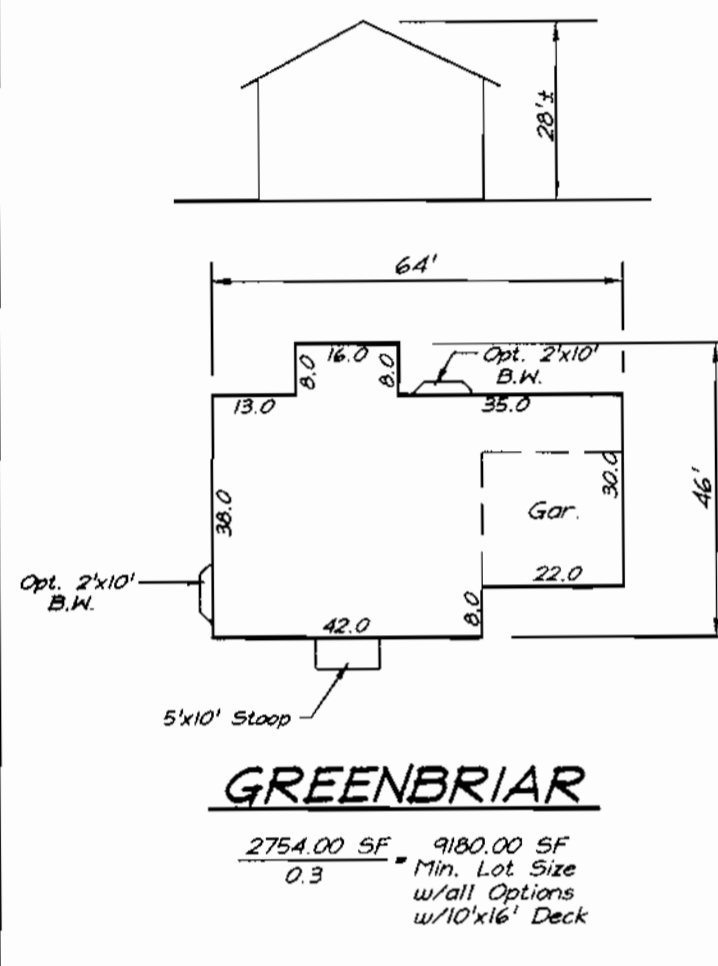 28'±
64'
16.0
8.0
8.0
Opt. 2'x10'
B.W.
13.0
35.0
38.0
30.0
46'
Gar.
Opt. 2'x10'
B.W.
22.0
8.0
42.0
5'x10' Stoop
GREENBRIAR
2754.00 SF = 9180.00 SF
0.3
Min. Lot Size
w/all Options
w/10'x16' Deck